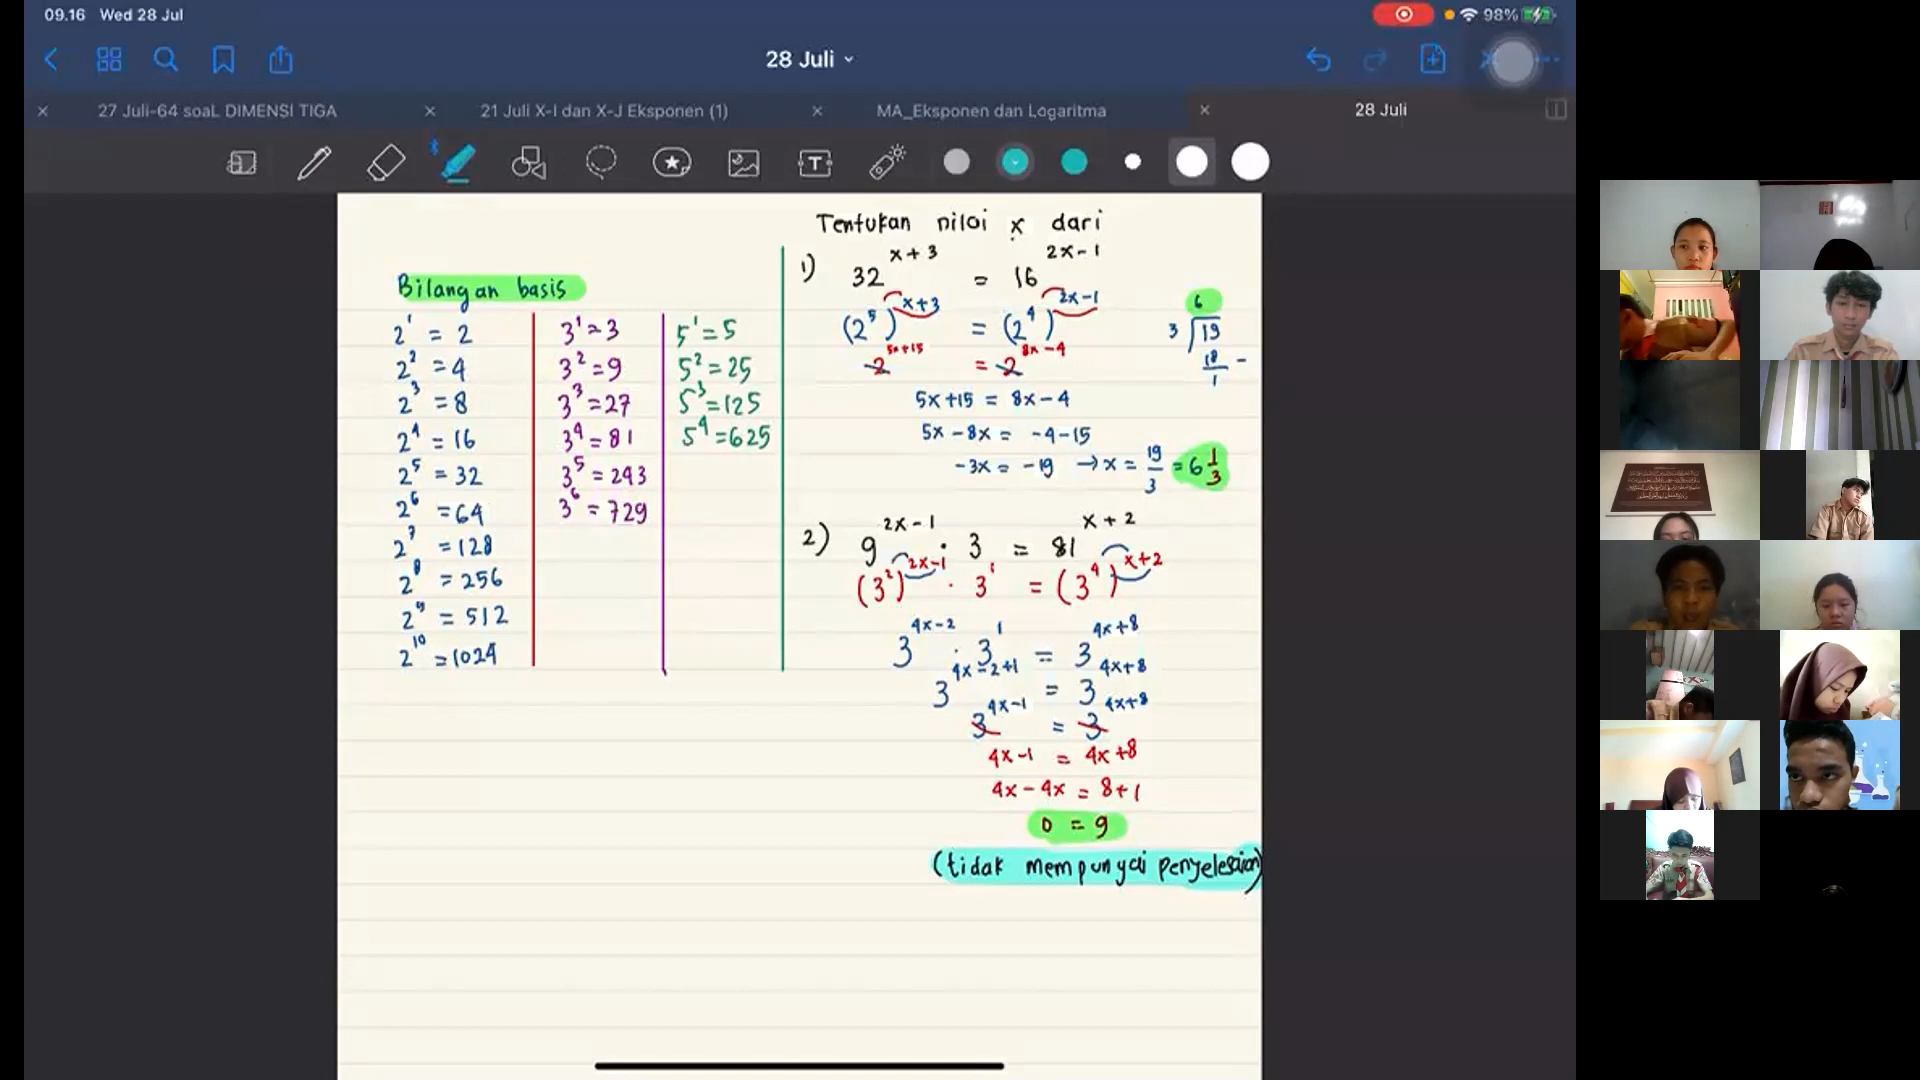 09.16 Wed 28 Jul
98%
28 Juli
27 Juli-64 soaL DIMENSI TIGA
21 Juli X-I dan X-J Eksponen (1)
MA_Eksponen dan Logaritma
28 Juli
Bilangan basis
2¹ = 2
2² = 4
2³ = 8
2⁴ = 16
2⁵ = 32
2⁶ = 64
2⁷ = 128
2⁸ = 256
2⁹ = 512
2¹⁰ = 1024
3¹ = 3
3² = 9
3³ = 27
3⁴ = 81
3⁵ = 243
3⁶ = 729
5¹ = 5
5² = 25
5³ = 125
5⁴ = 625
Tentukan nilai x dari
1) 32^(x+3) = 16^(2x-1)
(2⁵)^(x+3) = (2⁴)^(2x-1)
2^(5x+15) = 2^(8x-4)
5x+15 = 8x-4
5x-8x = -4-15
-3x = -19 → x = 19/3 = 6 1/3
6
3 19
18 -
1
2) 9^(2x-1) · 3 = 81^(x+2)
(3²)^(2x-1) · 3¹ = (3⁴)^(x+2)
3^(4x-2) · 3¹ = 3^(4x+8)
3^(4x-2+1) = 3^(4x+8)
3^(4x-1) = 3^(4x+8)
4x-1 = 4x+8
4x-4x = 8+1
0 = 9
(tidak mempunyai penyelesaian)